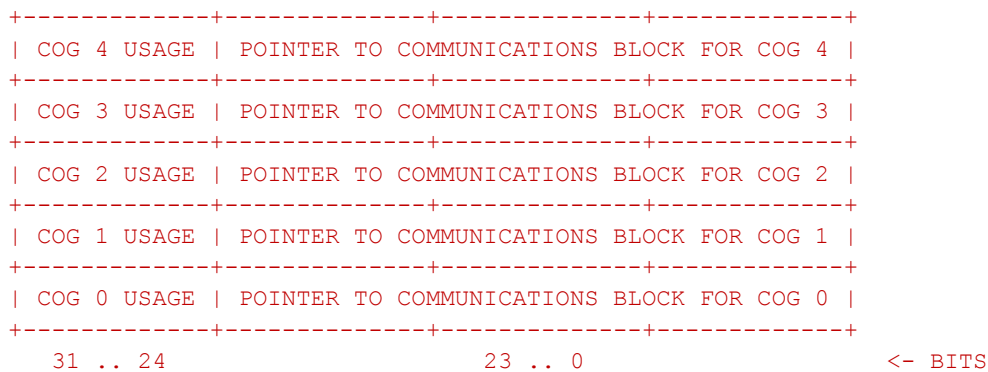 +-------------+--------------+--------------+-------------+
| COG 4 USAGE | POINTER TO COMMUNICATIONS BLOCK FOR COG 4 |
+-------------+--------------+--------------+-------------+
| COG 3 USAGE | POINTER TO COMMUNICATIONS BLOCK FOR COG 3 |
+-------------+--------------+--------------+-------------+
| COG 2 USAGE | POINTER TO COMMUNICATIONS BLOCK FOR COG 2 |
+-------------+--------------+--------------+-------------+
| COG 1 USAGE | POINTER TO COMMUNICATIONS BLOCK FOR COG 1 |
+-------------+--------------+--------------+-------------+
| COG 0 USAGE | POINTER TO COMMUNICATIONS BLOCK FOR COG 0 |
+-------------+--------------+--------------+-------------+
31 .. 24 23 .. 0 <- BITS